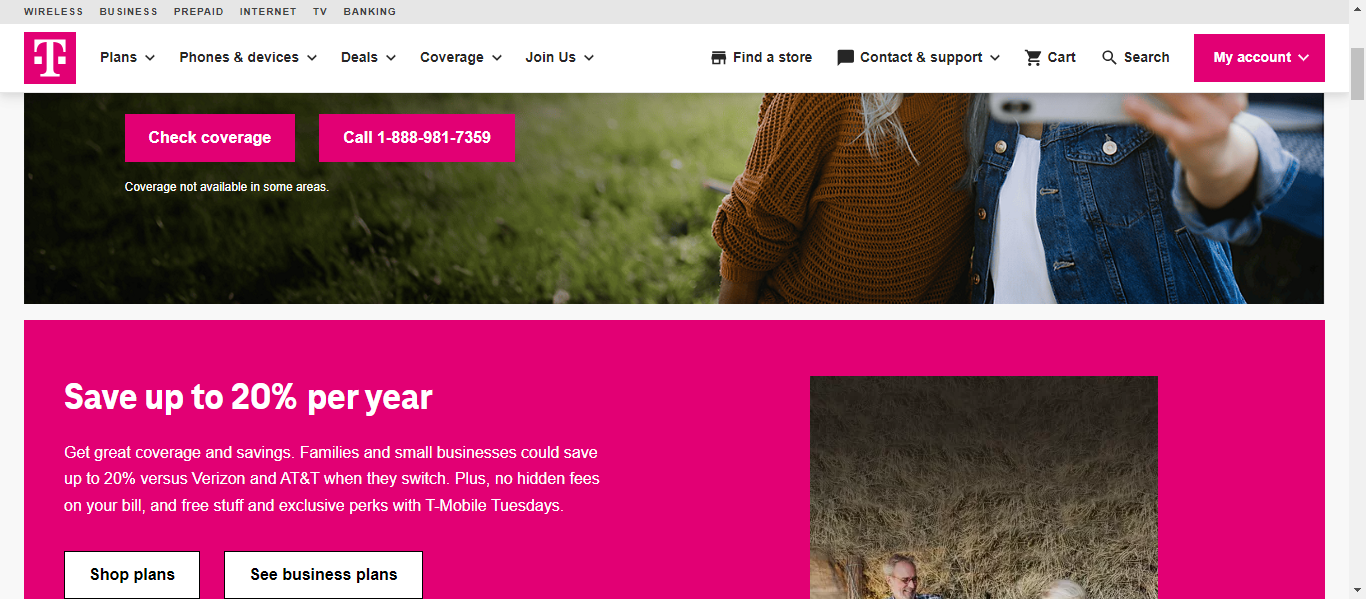 WIRELESS BUSINESS PREPAID INTERNET TV BANKING
T Plans Phones & devices Deals Coverage Join Us Find a store Contact & support Cart Search My account
Check coverage Call 1-888-981-7359
Coverage not available in some areas.
Save up to 20% per year
Get great coverage and savings. Families and small businesses could save
up to 20% versus Verizon and AT&T when they switch. Plus, no hidden fees
on your bill, and free stuff and exclusive perks with T-Mobile Tuesdays.
Shop plans See business plans